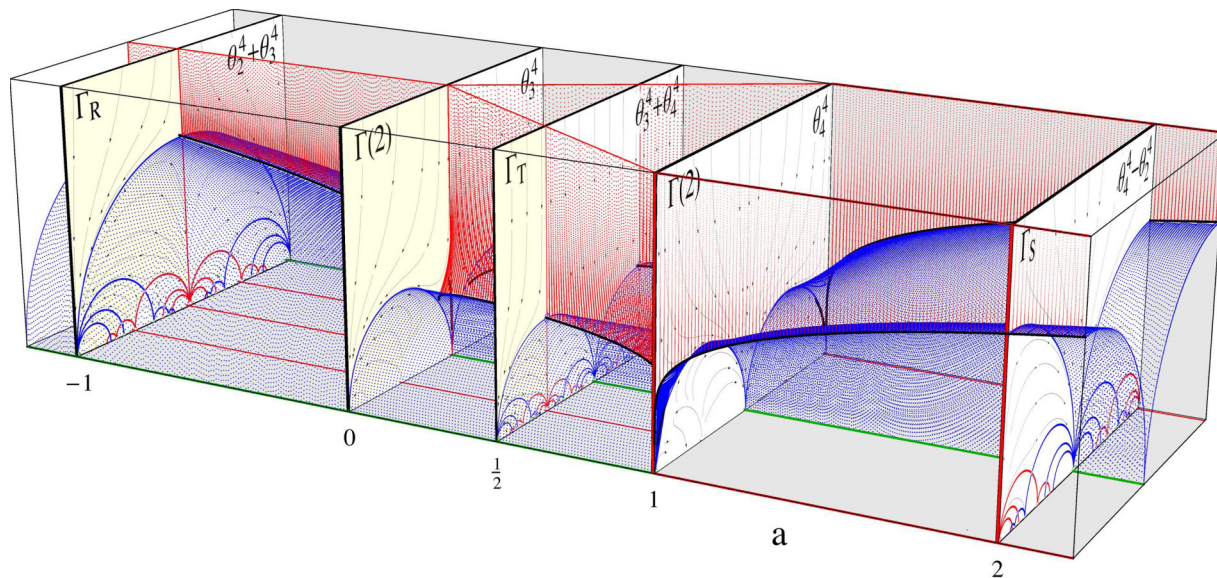 Γ_R
θ₂⁴+θ₃⁴
Γ(2)
θ₃⁴
Γ_T
θ₃⁴+θ₄⁴
Γ(2)
θ₄⁴
Γ_S
θ₄⁴-θ₂⁴
-1
0
1/2
1
a
2